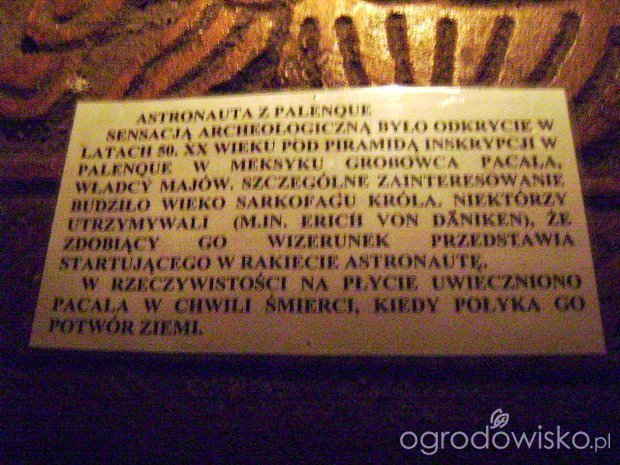 ASTRONAUTA Z PALENQUE
SENSACJĄ ARCHEOLOGICZNĄ BYŁO ODKRYCIE W
LATACH 50. XX WIEKU POD PIRAMIDĄ INSKRYPCJI W
PALENQUE W MEKSYKU GROBOWCA PACALA,
WŁADCY MAJÓW. SZCZEGÓLNE ZAINTERESOWANIE
BUDZIŁO WIEKO SARKOFAGU KRÓLA. NIEKTÓRZY
UTRZYMYWALI (M.IN. ERICH VON DÄNIKEN), ŻE
ZDOBIĄCY GO WIZERUNEK PRZEDSTAWIA
STARTUJĄCEGO W RAKIECIE ASTRONAUTĘ.
W RZECZYWISTOŚCI NA PŁYCIE UWIECZNIONO
PACALA W CHWILI ŚMIERCI, KIEDY POŁYKA GO
POTWÓR ZIEMI.
ogrodowisko.pl